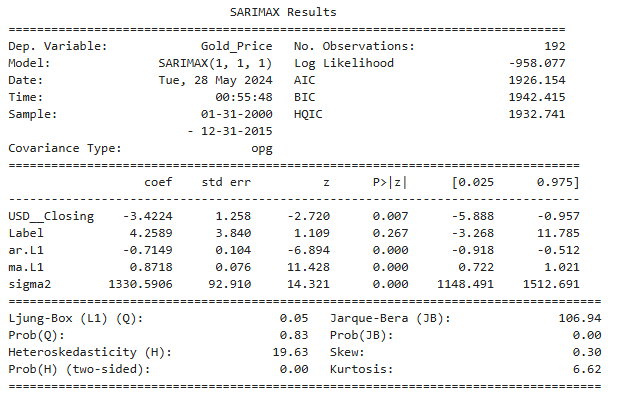 SARIMAX Results
==============================================================================
Dep. Variable: Gold_Price No. Observations: 192
Model: SARIMAX(1, 1, 1) Log Likelihood -958.077
Date: Tue, 28 May 2024 AIC 1926.154
Time: 00:55:48 BIC 1942.415
Sample: 01-31-2000 HQIC 1932.741
- 12-31-2015
Covariance Type: opg
================================================================================
coef std err z P>|z| [0.025 0.975]
--------------------------------------------------------------------------------
USD__Closing -3.4224 1.258 -2.720 0.007 -5.888 -0.957
Label 4.2589 3.840 1.109 0.267 -3.268 11.785
ar.L1 -0.7149 0.104 -6.894 0.000 -0.918 -0.512
ma.L1 0.8718 0.076 11.428 0.000 0.722 1.021
sigma2 1330.5906 92.910 14.321 0.000 1148.491 1512.691
===================================================================================
Ljung-Box (L1) (Q): 0.05 Jarque-Bera (JB): 106.94
Prob(Q): 0.83 Prob(JB): 0.00
Heteroskedasticity (H): 19.63 Skew: 0.30
Prob(H) (two-sided): 0.00 Kurtosis: 6.62
===================================================================================